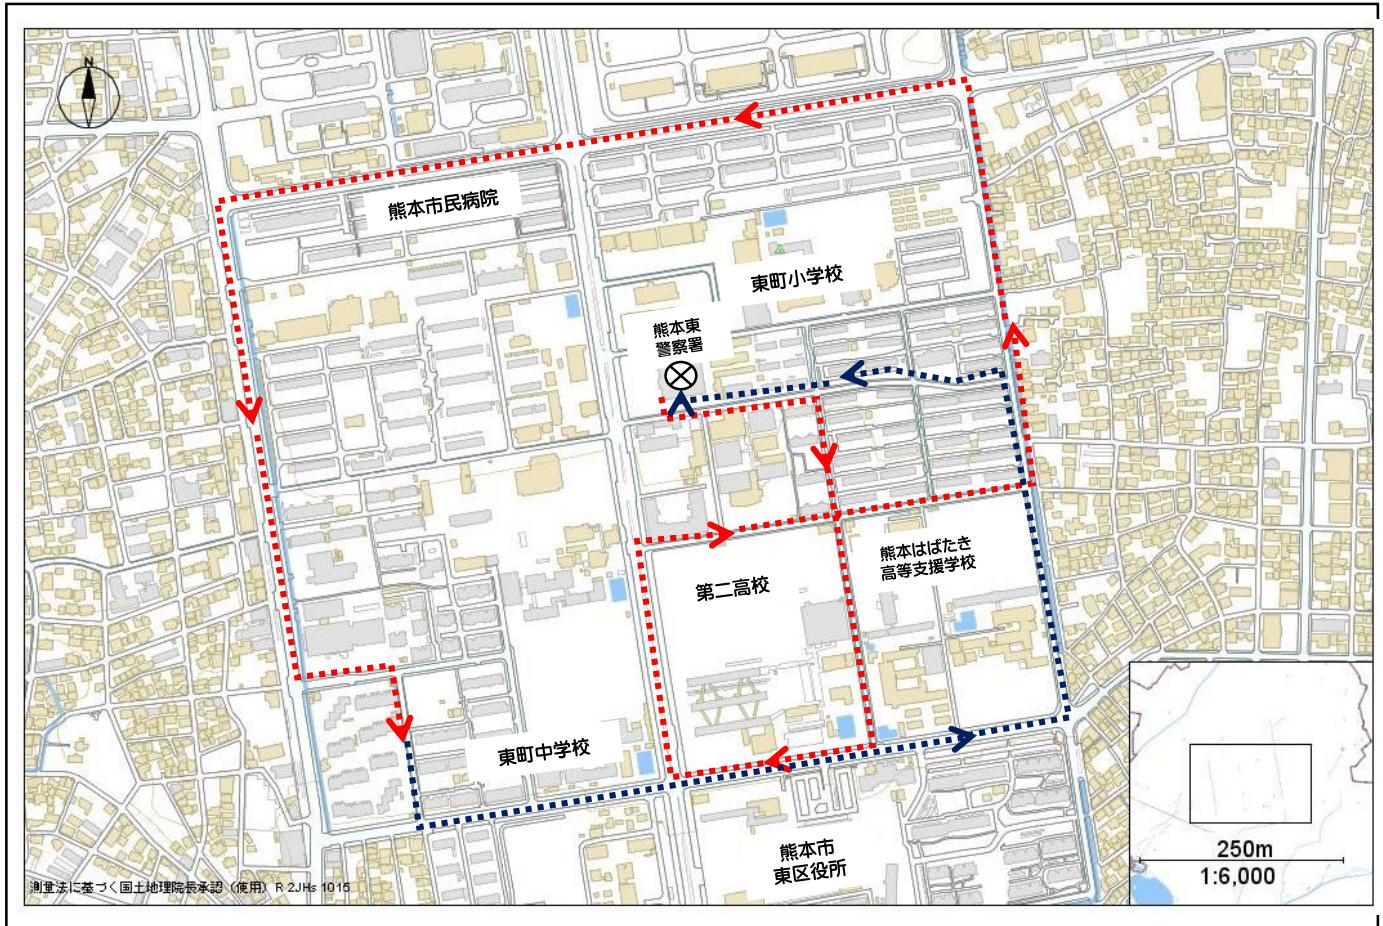 N
熊本市民病院
東町小学校
熊本東
警察署
熊本はばたき
高等支援学校
第二高校
東町中学校
熊本市
東区役所
250m
1:6,000
測量法に基づく国土地理院長承認（使用）R 2JHs 1015